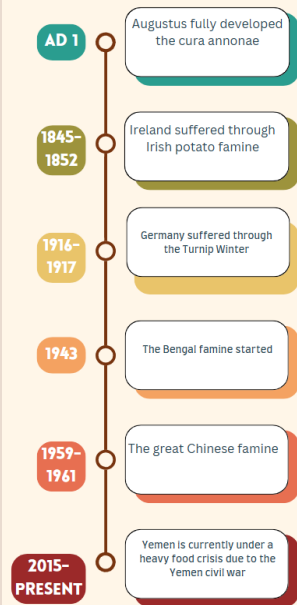 AD 1
Augustus fully developed
the cura annonae
1845-
1852
Ireland suffered through
Irish potato famine
1916-
1917
Germany suffered through
the Turnip Winter
1943
The Bengal famine started
1959-
1961
The great Chinese famine
2015-
PRESENT
Yemen is currently under a
heavy food crisis due to the
Yemen civil war